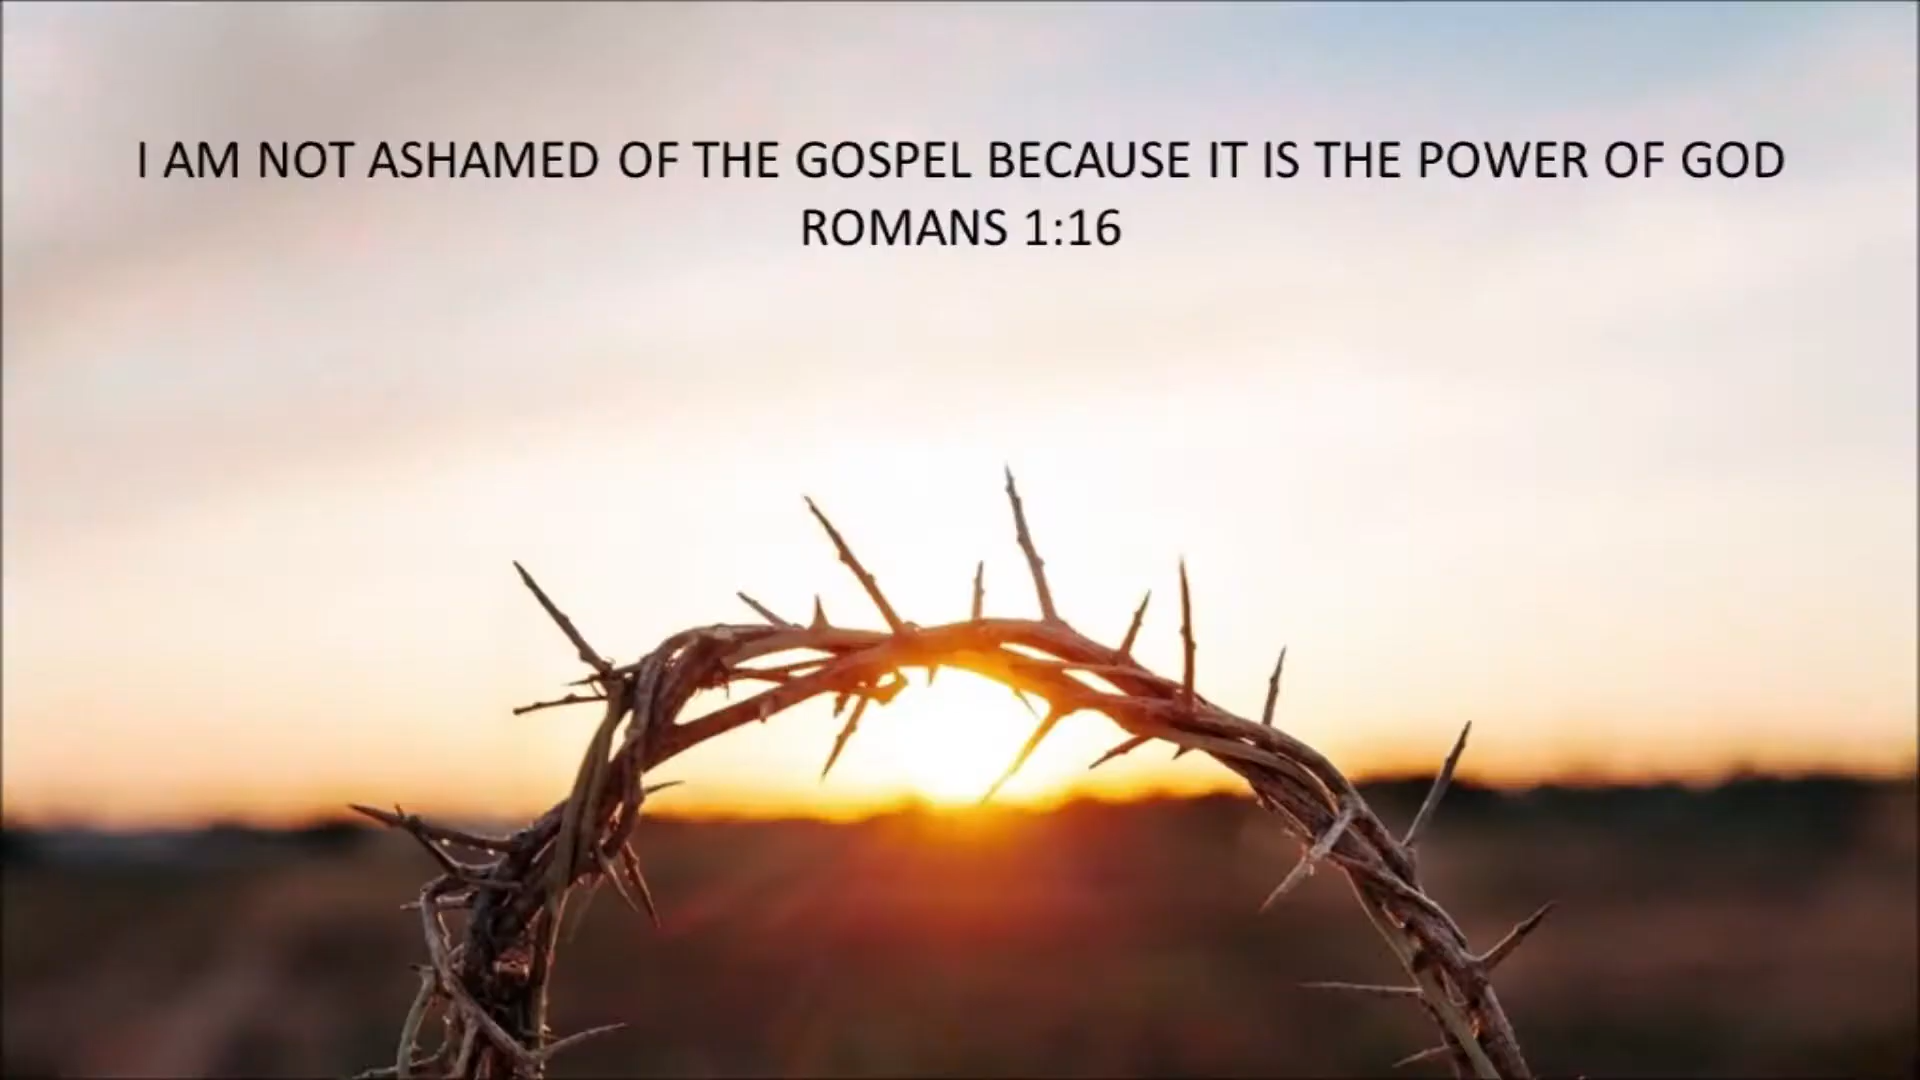 I AM NOT ASHAMED OF THE GOSPEL BECAUSE IT IS THE POWER OF GOD
ROMANS 1:16